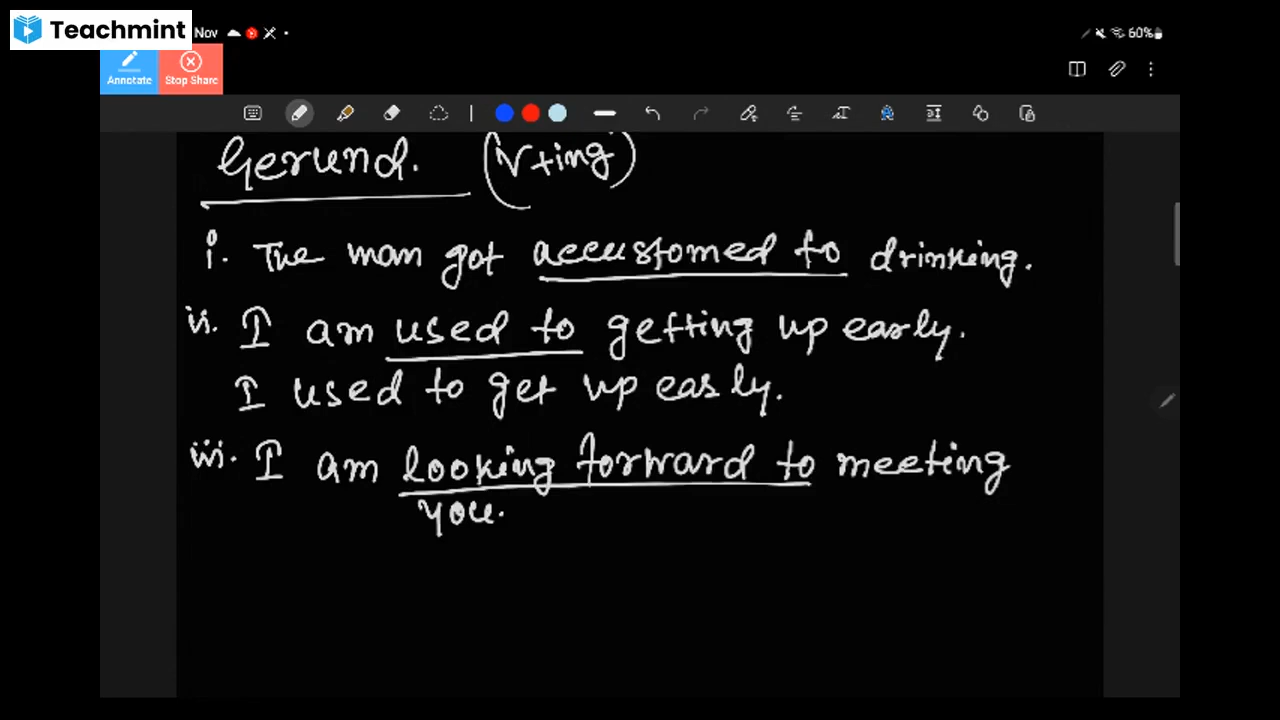 Teachmint
Nov
60%
Annotate
Stop Share
Gerund. (V+ing)
i. The man got accustomed to drinking.
ii. I am used to getting up early.
I used to get up early.
iii. I am looking forward to meeting
you.